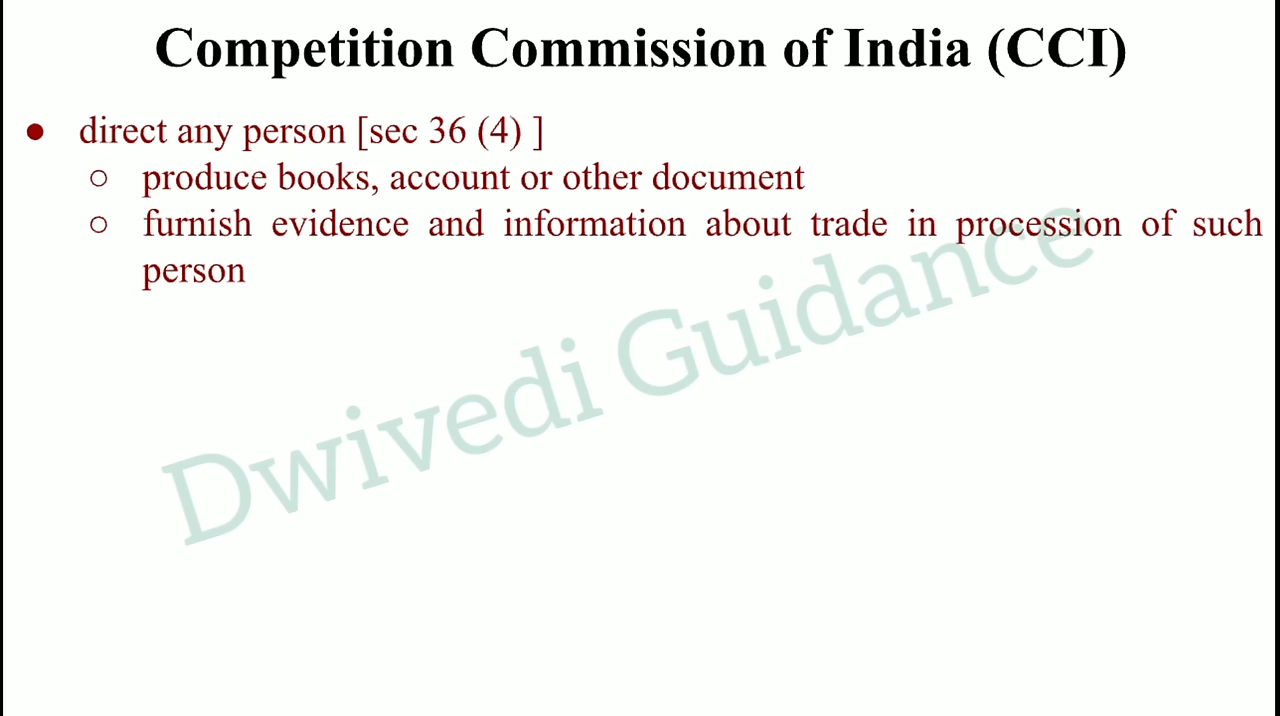 Competition Commission of India (CCI)
● direct any person [sec 36 (4) ]
○ produce books, account or other document
○ furnish evidence and information about trade in procession of such
person
Dwivedi Guidance